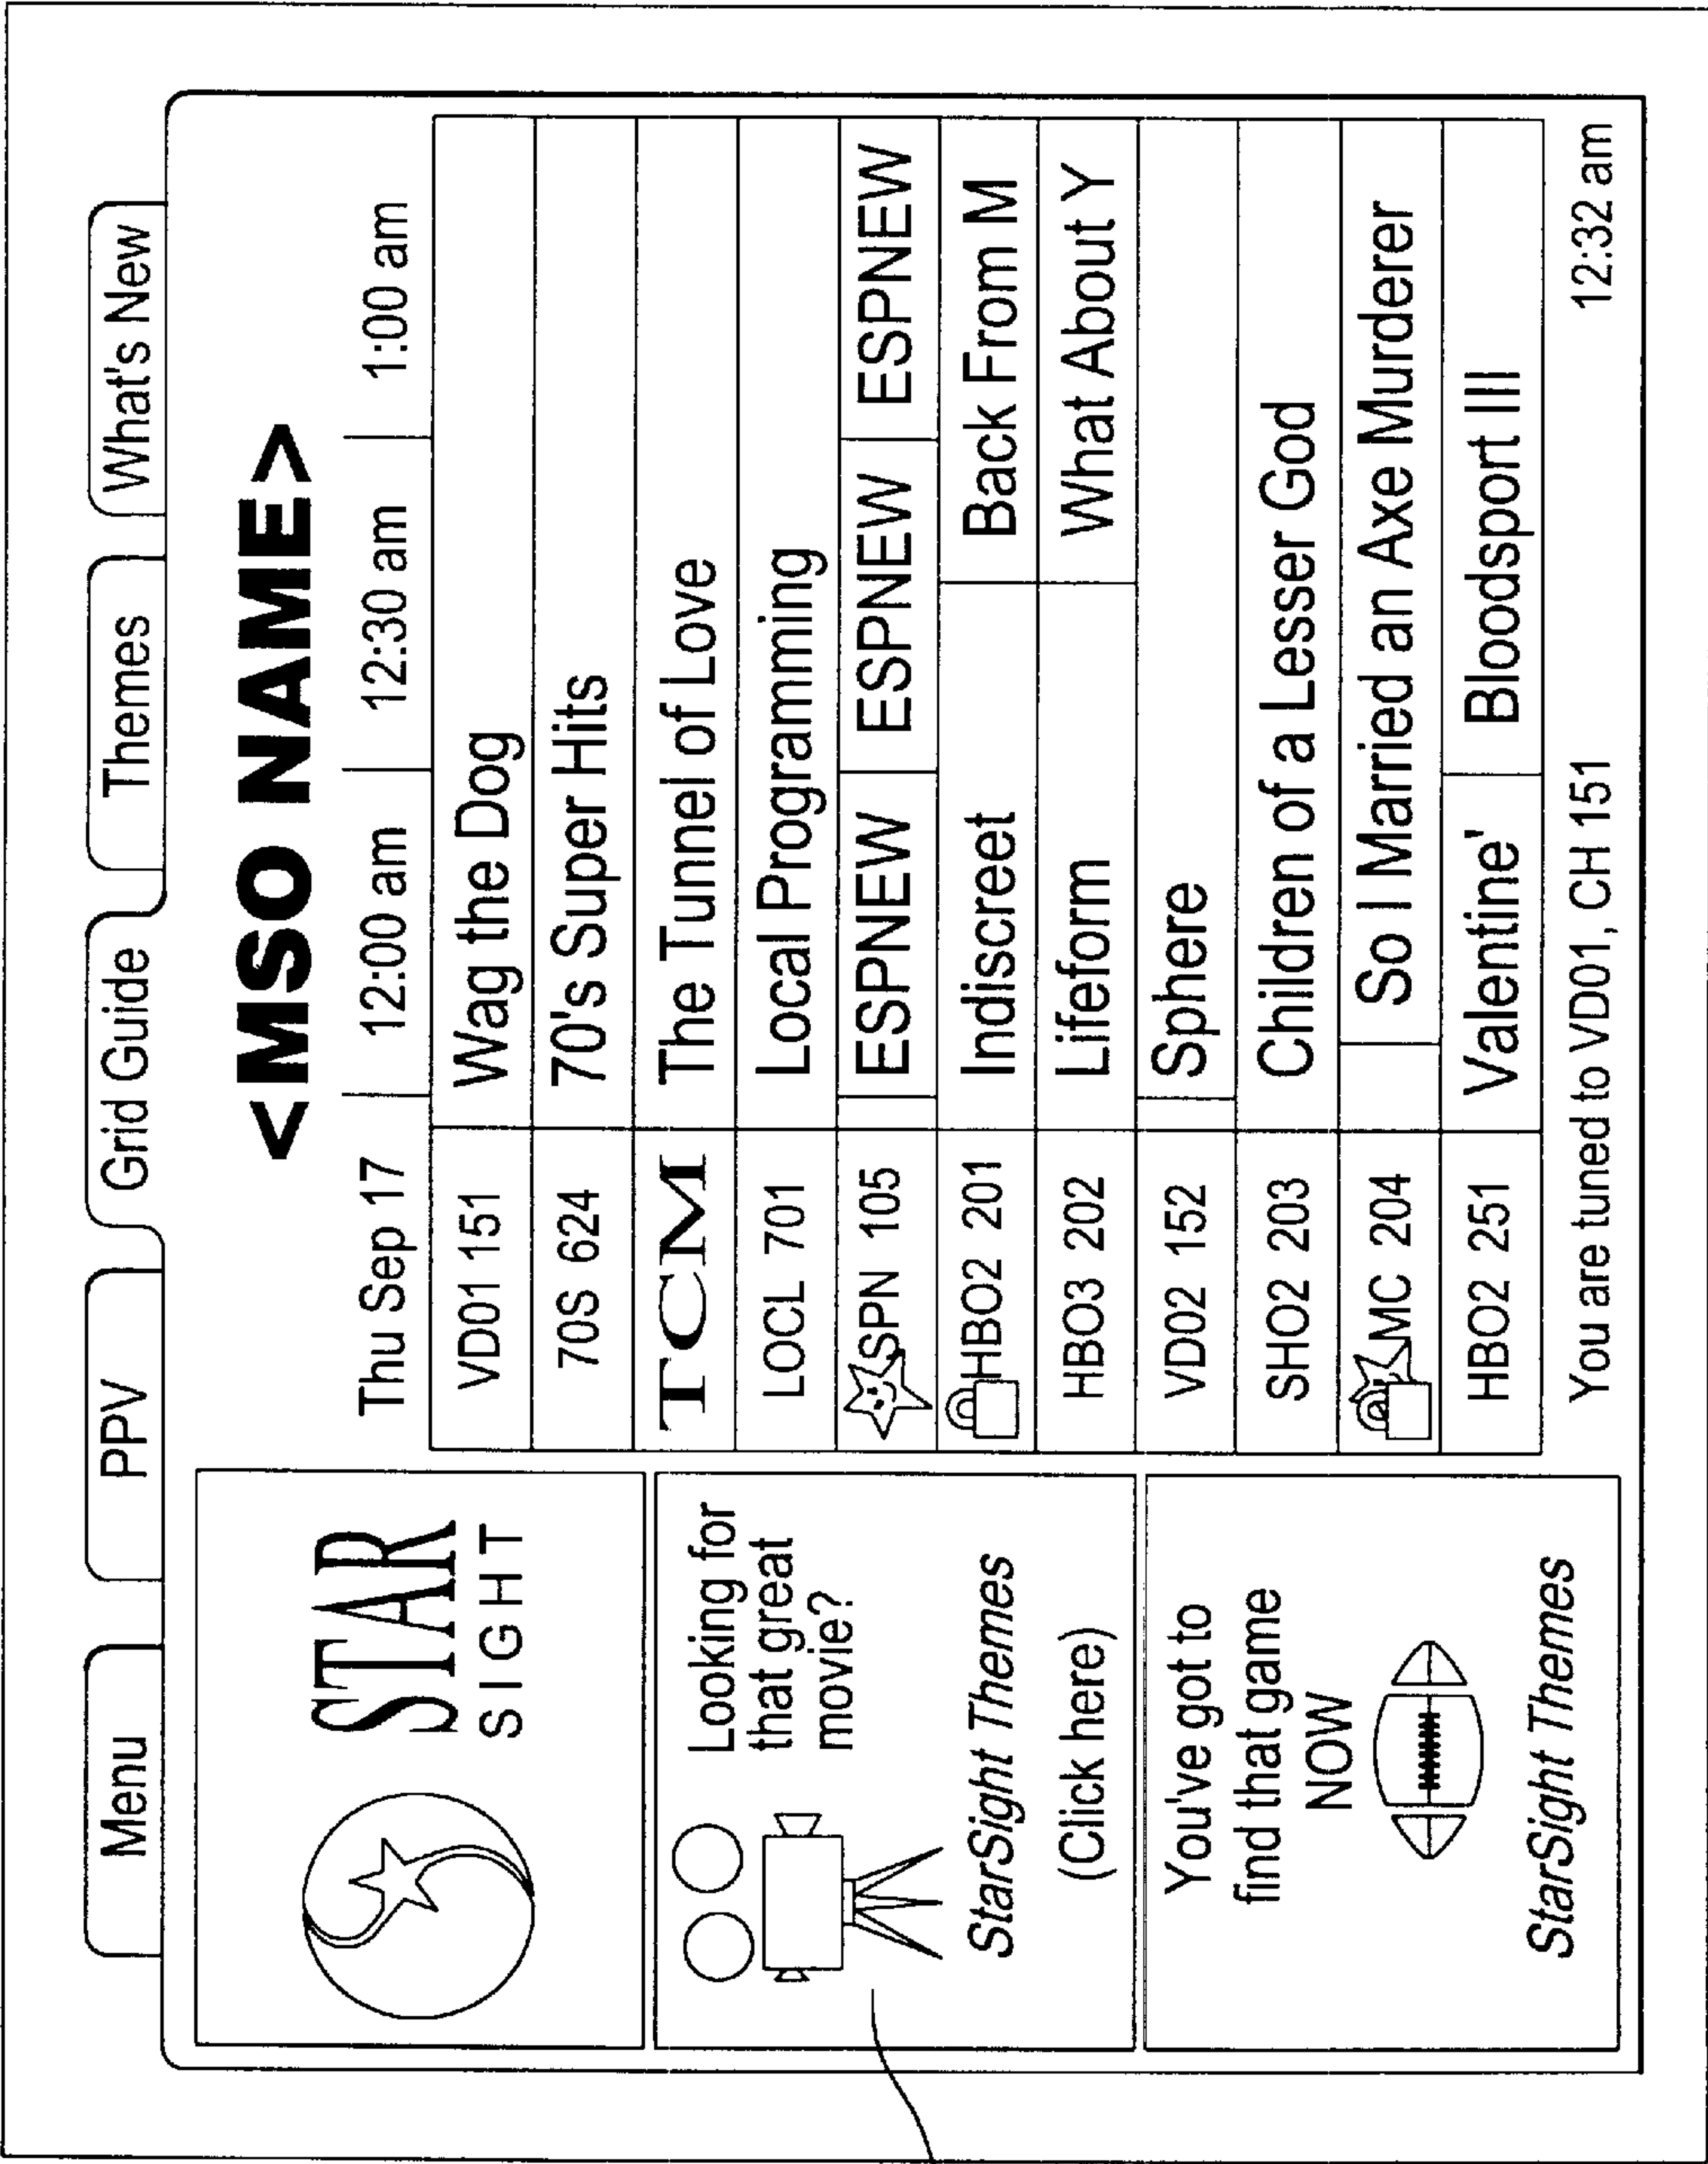 Menu PPV Grid Guide Themes What's New
STAR
SIGHT
Looking for
that great
movie?
StarSight Themes
(Click here)
You've got to
find that game
NOW
StarSight Themes
<MSO NAME>
Thu Sep 17 12:00 am 12:30 am 1:00 am
VD01 151 Wag the Dog
70S 624 70's Super Hits
TCM The Tunnel of Love
LOCL 701 Local Programming
SPN 105 ESPNEW ESPNEW ESPNEW
HBO2 201 Indiscreet Back From M
HBO3 202 Lifeform What About Y
VD02 152 Sphere
SHO2 203 Children of a Lesser God
MC 204 So I Married an Axe Murderer
HBO2 251 Valentine' Bloodsport III
You are tuned to VD01, CH 151 12:32 am